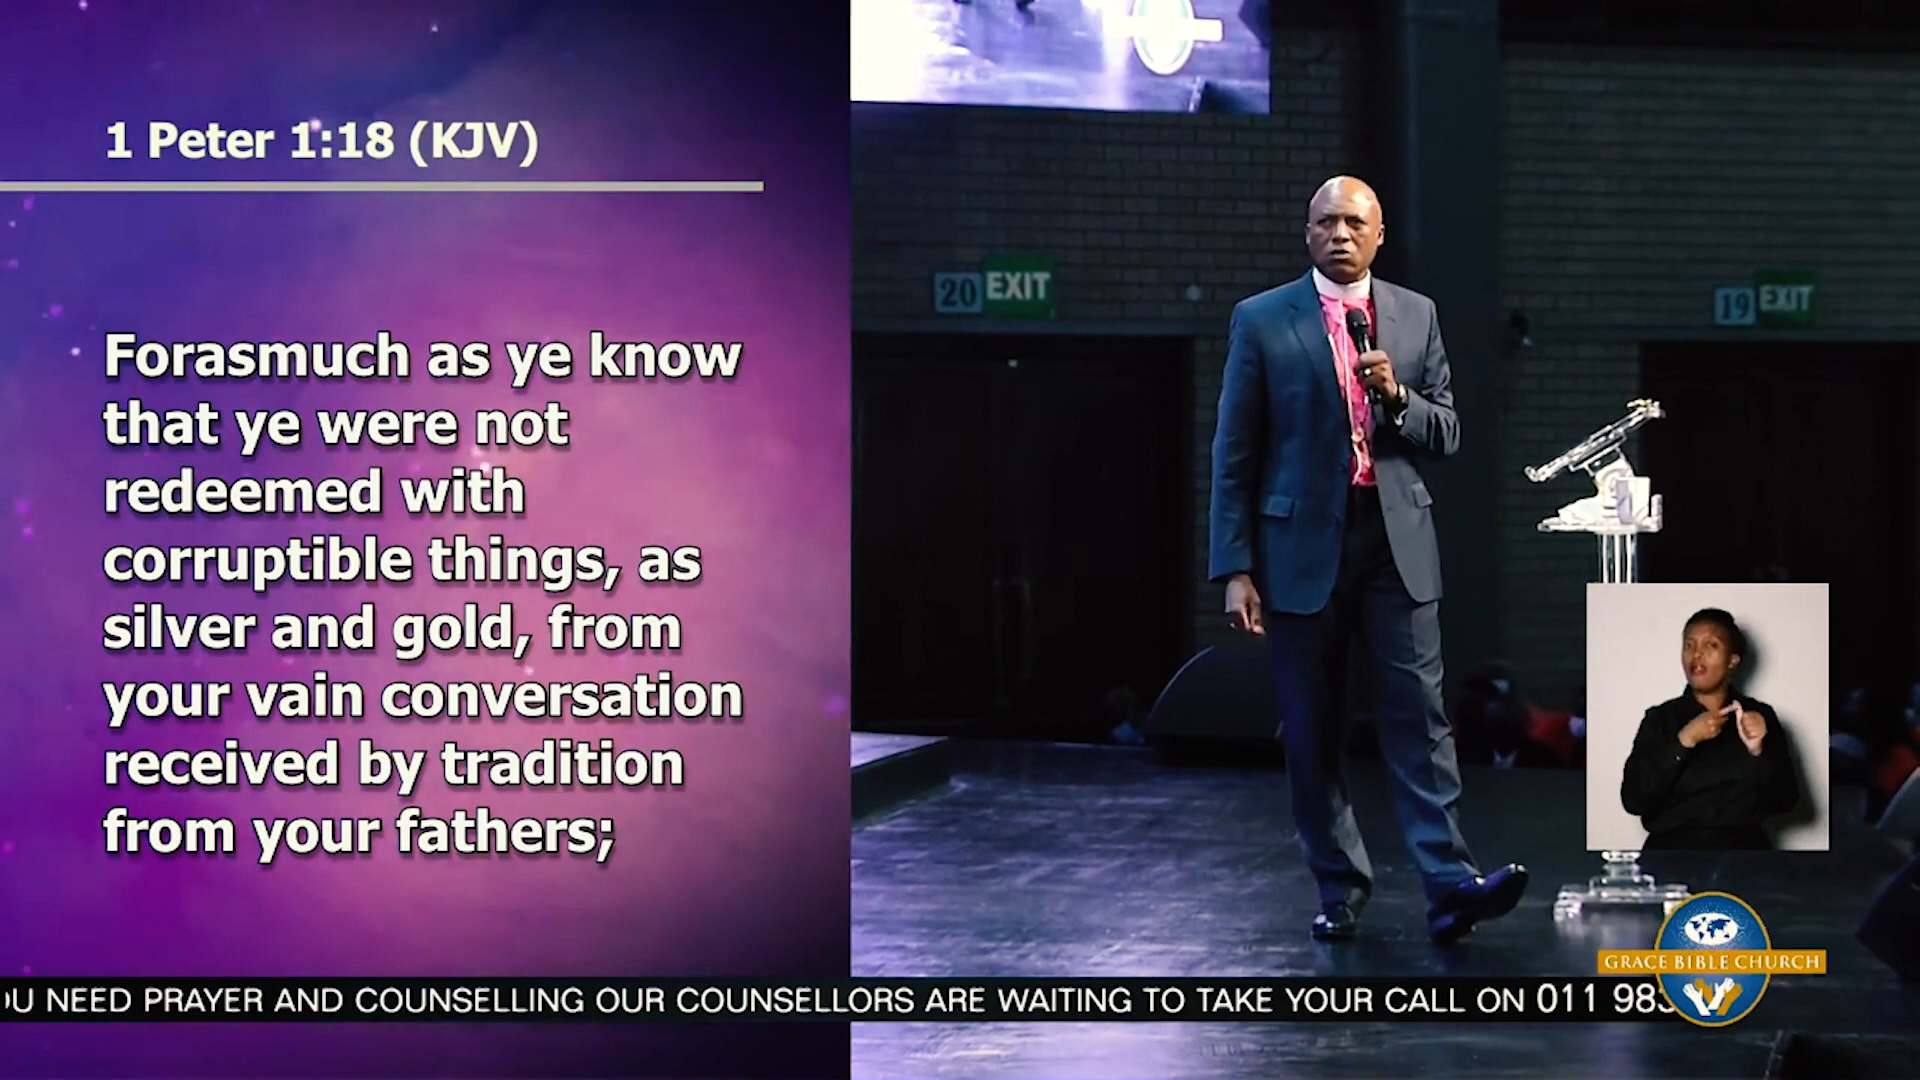 1 Peter 1:18 (KJV)
Forasmuch as ye know
that ye were not
redeemed with
corruptible things, as
silver and gold, from
your vain conversation
received by tradition
from your fathers;
20 EXIT
19 EXIT
GRACE BIBLE CHURCH
NEED PRAYER AND COUNSELLING OUR COUNSELLORS ARE WAITING TO TAKE YOUR CALL ON 011 983